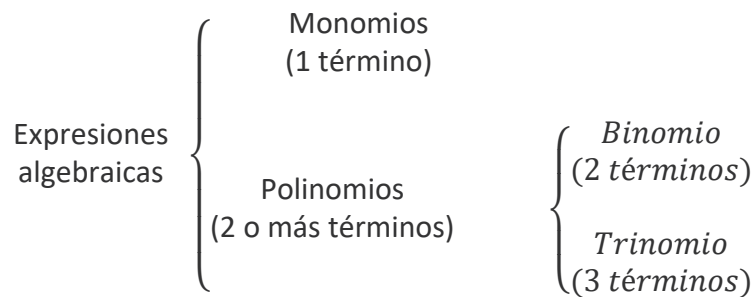 Monomios
(1 término)
Expresiones
algebraicas
Polinomios
(2 o más términos)
Binomio
(2 términos)
Trinomio
(3 términos)